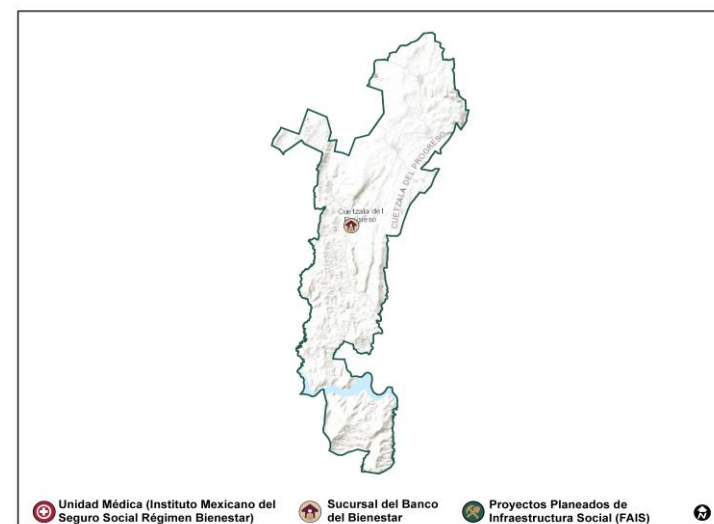 CUETZALA DEL PROGRESO
Cuetzala del
Progreso
Unidad Médica (Instituto Mexicano del
Seguro Social Régimen Bienestar)
Sucursal del Banco
del Bienestar
Proyectos Planeados de
Infraestructura Social (FAIS)
N